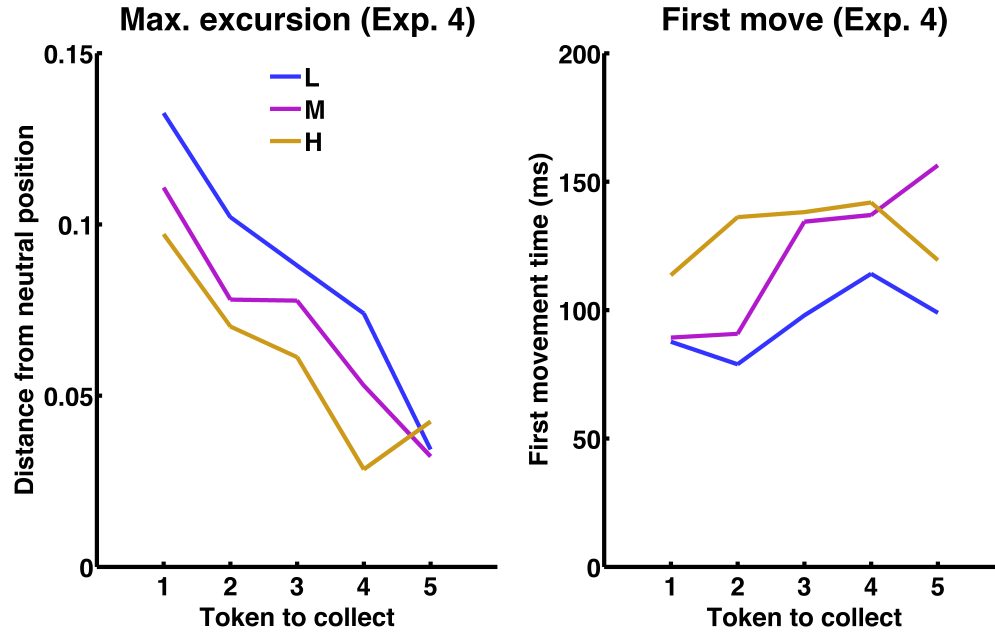 Max. excursion (Exp. 4)
Distance from neutral position
0.15
0.1
0.05
0
L
M
H
1 2 3 4 5
Token to collect
First move (Exp. 4)
First movement time (ms)
200
150
100
50
0
1 2 3 4 5
Token to collect